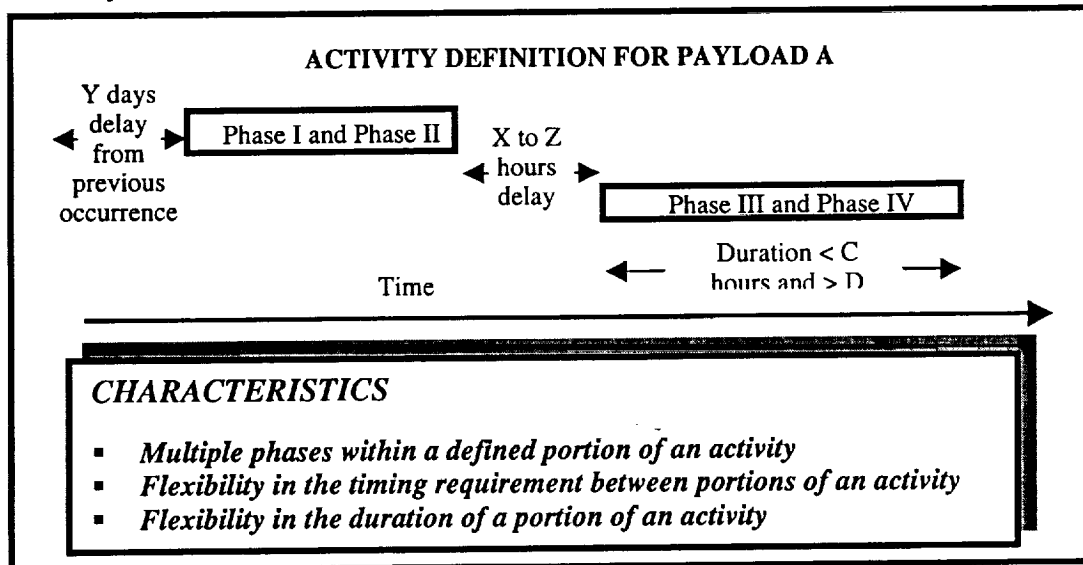 ACTIVITY DEFINITION FOR PAYLOAD A
Y days
delay
from
previous
occurrence
Phase I and Phase II
X to Z
hours
delay
Phase III and Phase IV
Duration < C
hours and > D
Time
CHARACTERISTICS
▪ Multiple phases within a defined portion of an activity
▪ Flexibility in the timing requirement between portions of an activity
▪ Flexibility in the duration of a portion of an activity